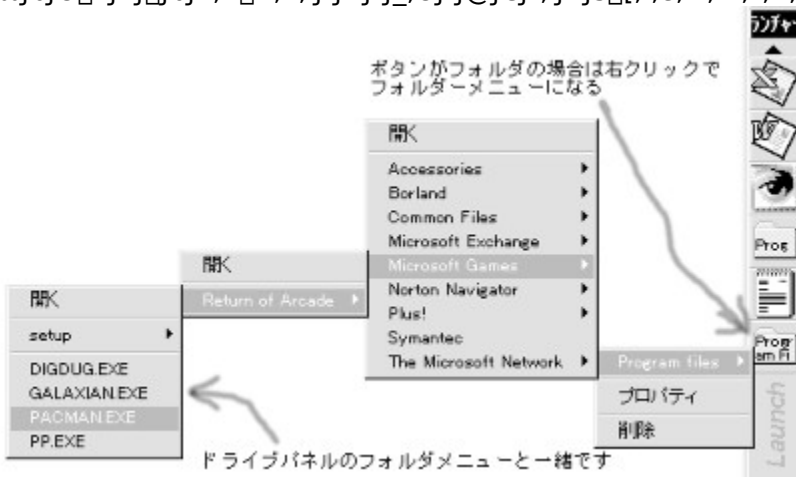 ランチャー
ボタンがフォルダの場合は右クリックで
フォルダーメニューになる
開く
Accessories
Borland
Common Files
Microsoft Exchange
Microsoft Games
Norton Navigator
Plus!
Symantec
The Microsoft Network
開く
Return of Arcade
開く
setup
DIGDUG.EXE
GALAXIAN.EXE
PACMAN.EXE
PP.EXE
Program files
プロパティ
削除
Prog
Progr
am Fi
Launch
ドライブパネルのフォルダメニューと一緒です